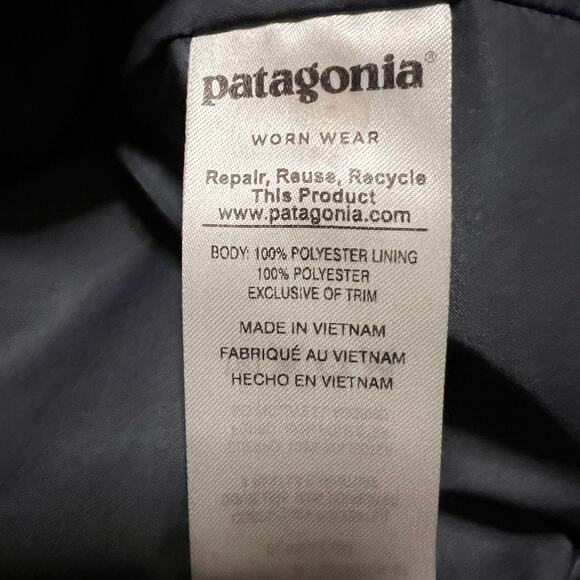 patagonia®
WORN WEAR
Repair, Reuse, Recycle
This Product
www.patagonia.com
BODY: 100% POLYESTER LINING
100% POLYESTER
EXCLUSIVE OF TRIM
MADE IN VIETNAM
FABRIQUÉ AU VIETNAM
HECHO EN VIETNAM